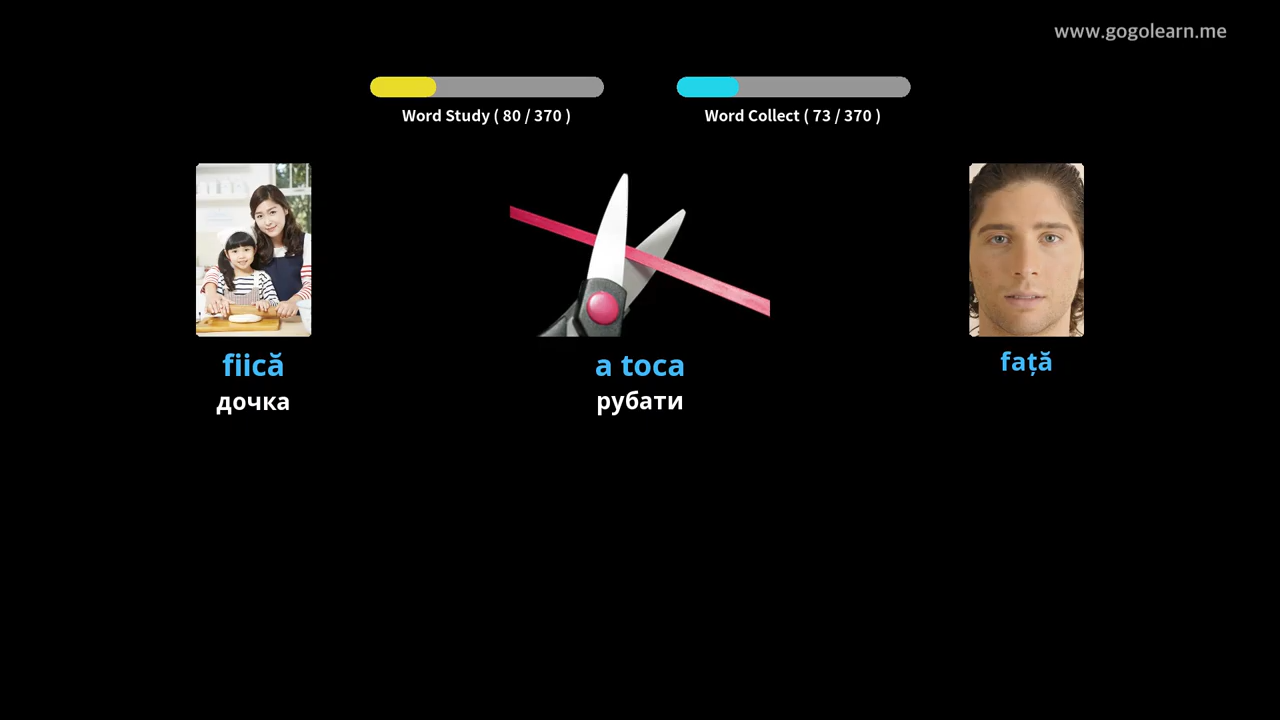 www.gogolearn.me
Word Study ( 80 / 370 )
Word Collect ( 73 / 370 )
fiică
дочка
a toca
рубати
față